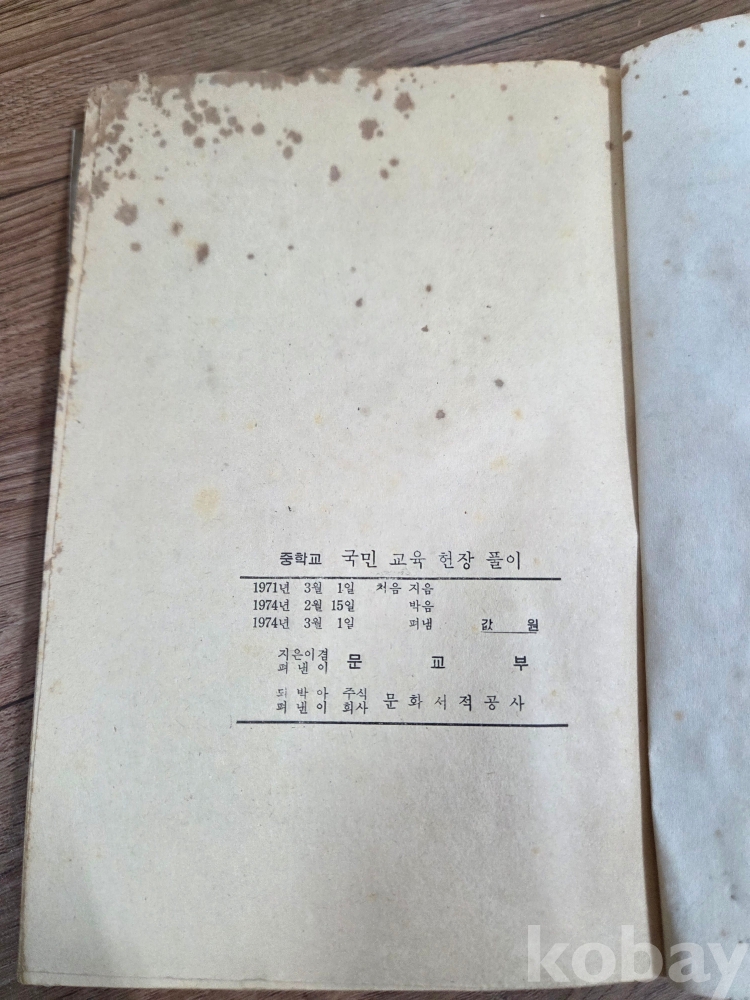 중학교 국민 교육 헌장 풀이
1971년 3월 1일 처음 지음
1974년 2월 15일 박음
1974년 3월 1일 펴냄 값 원
지은이겸
펴낸이 문교부
되박아 주식
펴낸이 회사 문화서적공사
kobay